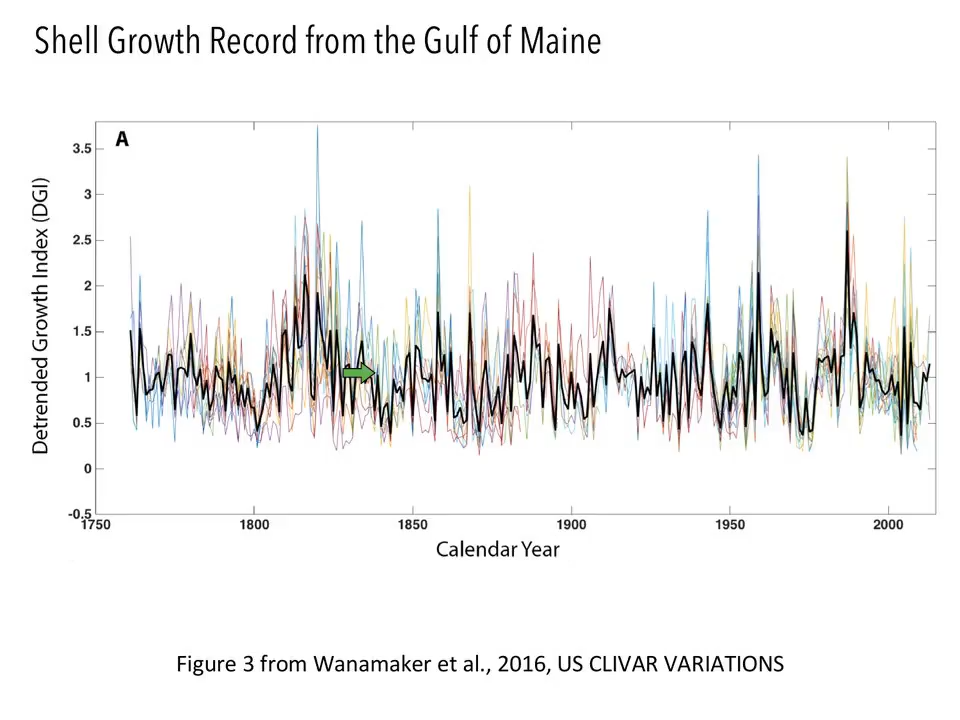 Shell Growth Record from the Gulf of Maine
A
Detrended Growth Index (DGI)
3.5
3
2.5
2
1.5
1
0.5
0
-0.5
1750 1800 1850 1900 1950 2000
Calendar Year
Figure 3 from Wanamaker et al., 2016, US CLIVAR VARIATIONS